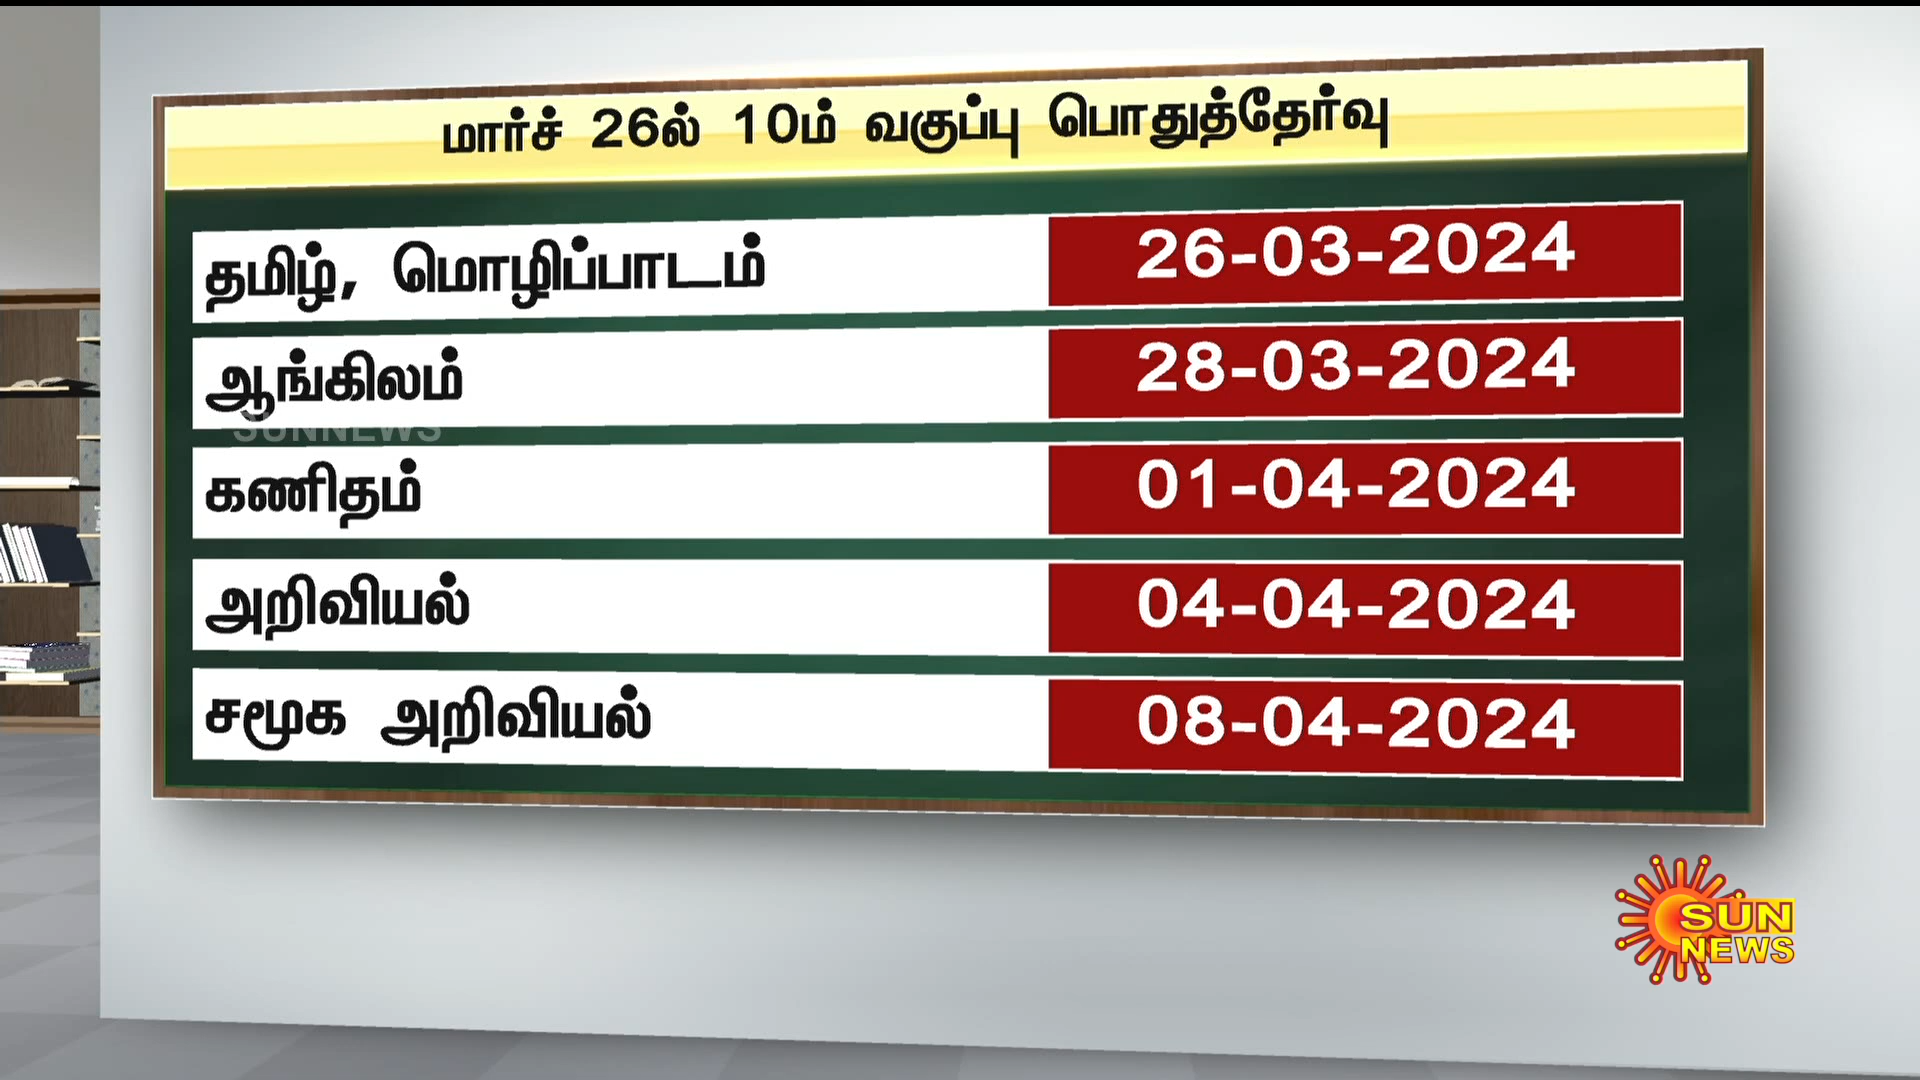 மார்ச் 26ல் 10ம் வகுப்பு பொதுத்தேர்வு
தமிழ், மொழிப்பாடம் 26-03-2024
ஆங்கிலம் 28-03-2024
SUNNEWS
கணிதம் 01-04-2024
அறிவியல் 04-04-2024
சமூக அறிவியல் 08-04-2024
SUN
NEWS